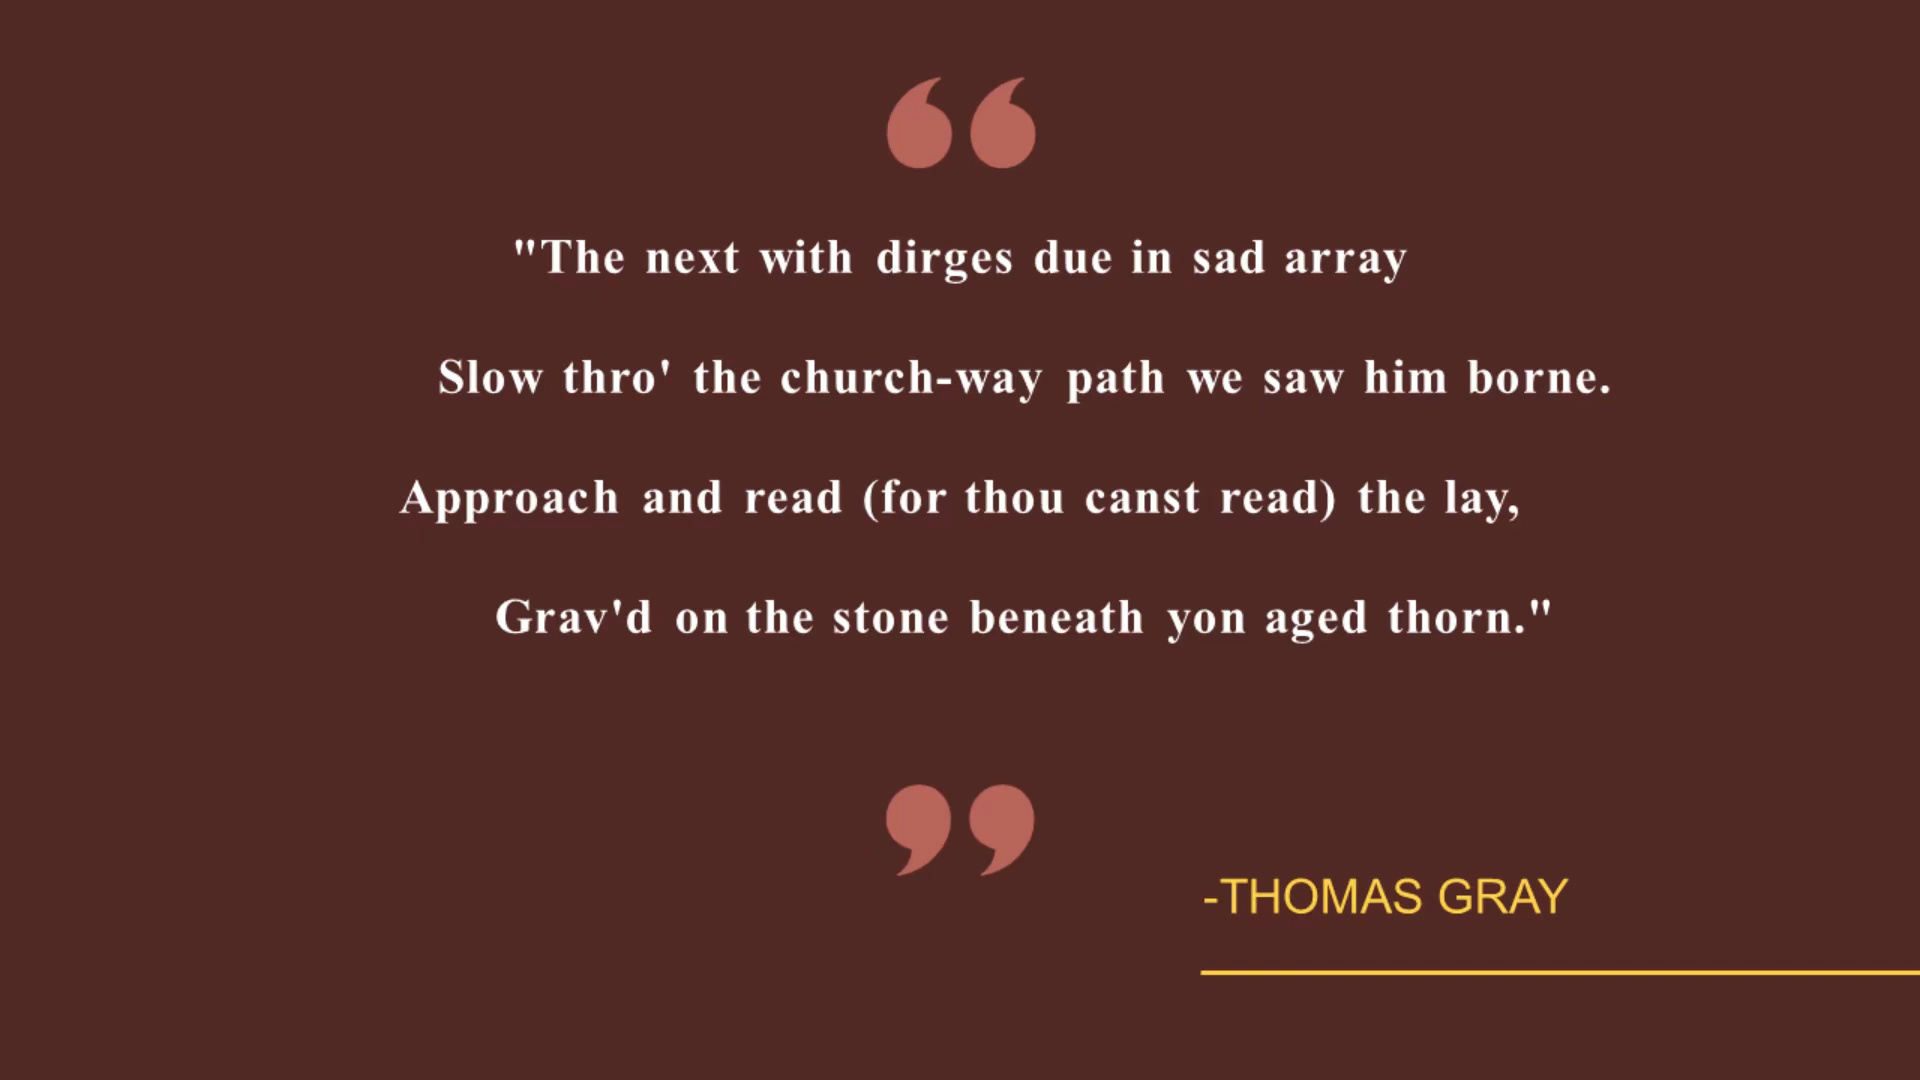 "The next with dirges due in sad array
Slow thro' the church-way path we saw him borne.
Approach and read (for thou canst read) the lay,
Grav'd on the stone beneath yon aged thorn."
-THOMAS GRAY